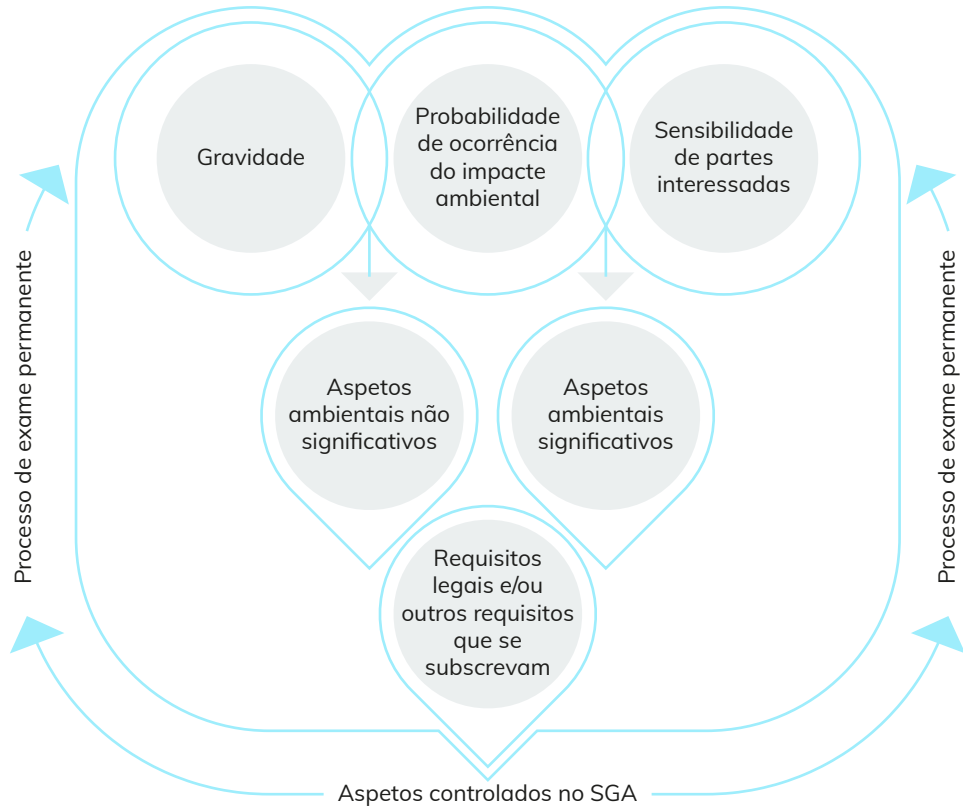 Gravidade
Probabilidade
de ocorrência
do impacte
ambiental
Sensibilidade
de partes
interessadas
Processo de exame permanente
Processo de exame permanente
Aspetos
ambientais não
significativos
Aspetos
ambientais
significativos
Requisitos
legais e/ou
outros requisitos
que se
subscrevam
Aspetos controlados no SGA